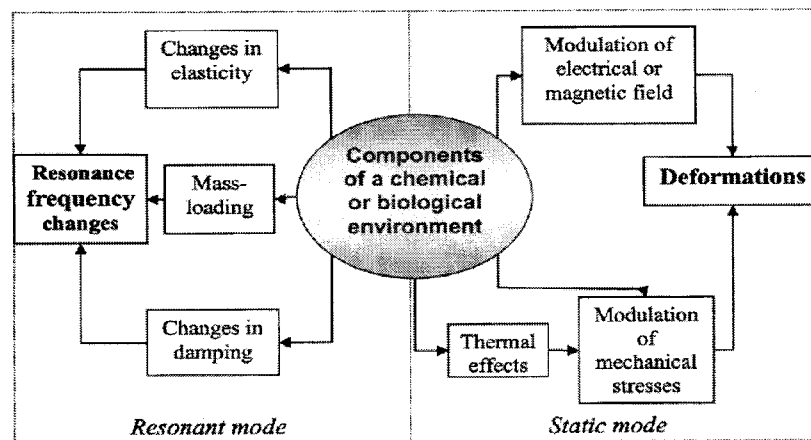 Changes in
elasticity
Modulation of
electrical or
magnetic field
Components
of a chemical
or biological
environment
Resonance
frequency
changes
Mass-
loading
Deformations
Changes in
damping
Thermal
effects
Modulation
of
mechanical
stresses
Resonant mode
Static mode